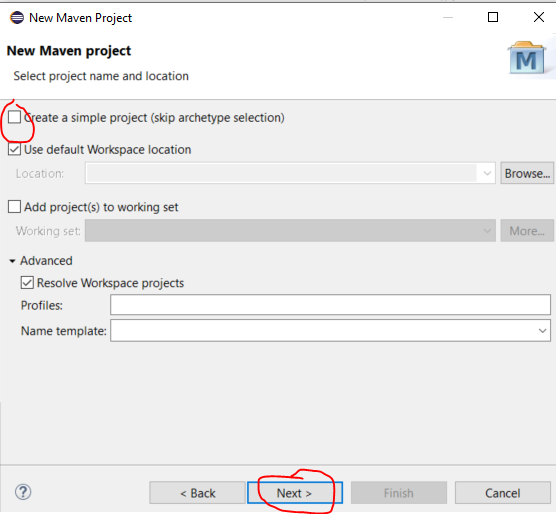 New Maven Project
New Maven project
Select project name and location
M
Create a simple project (skip archetype selection)
Use default Workspace location
Location:
Browse...
Add project(s) to working set
Working set:
More...
Advanced
Resolve Workspace projects
Profiles:
Name template:
?
< Back
Next >
Finish
Cancel